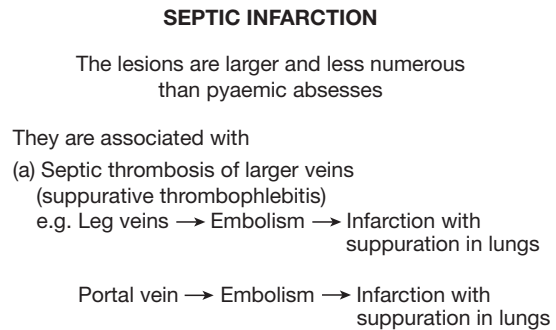 SEPTIC INFARCTION
The lesions are larger and less numerous
than pyaemic absesses
They are associated with
(a) Septic thrombosis of larger veins
(suppurative thrombophlebitis)
e.g. Leg veins → Embolism → Infarction with
suppuration in lungs
Portal vein → Embolism → Infarction with
suppuration in lungs